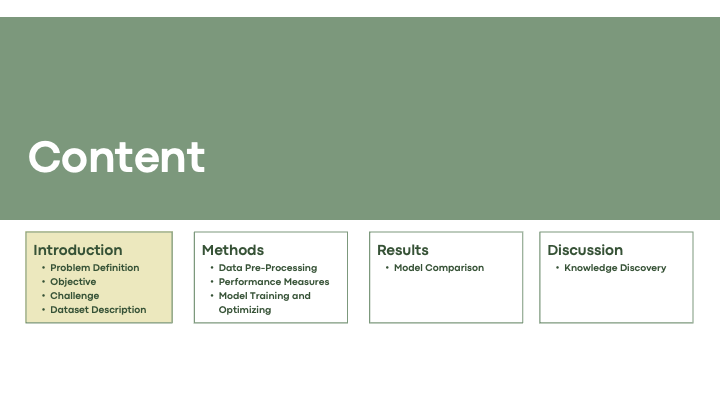 Content
Introduction
• Problem Definition
• Objective
• Challenge
• Dataset Description
Methods
• Data Pre-Processing
• Performance Measures
• Model Training and
Optimizing
Results
• Model Comparison
Discussion
• Knowledge Discovery